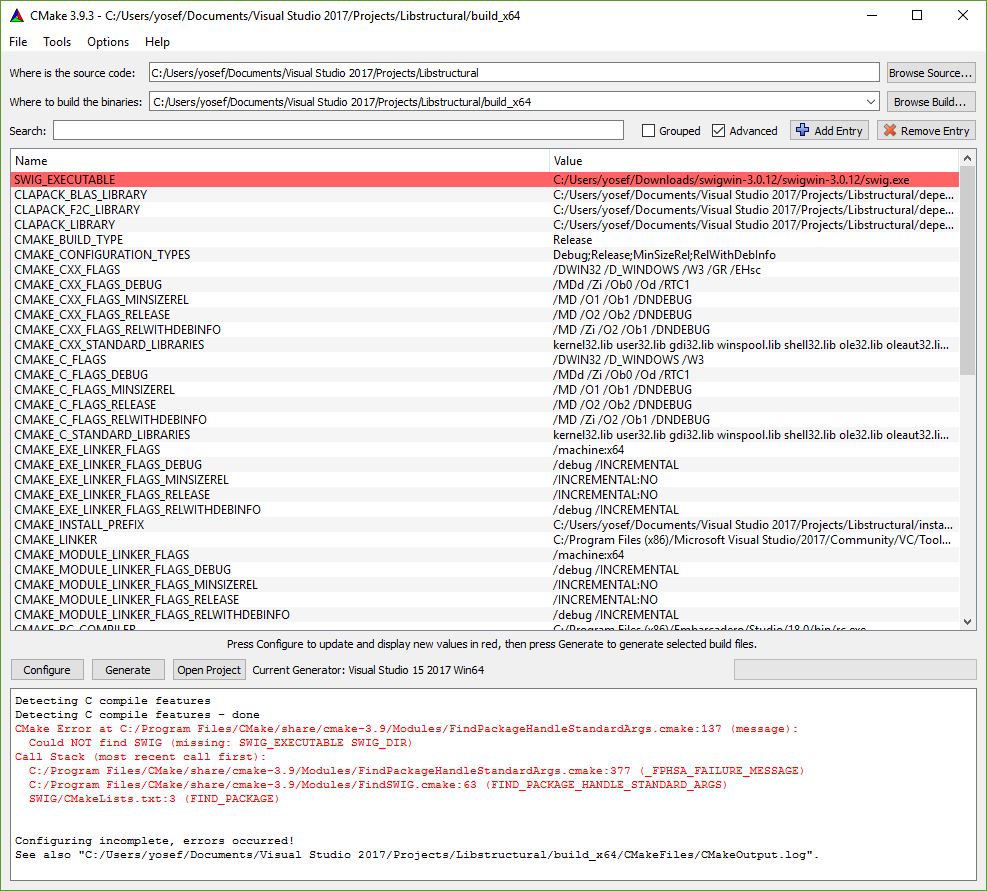 CMake 3.9.3 - C:/Users/yosef/Documents/Visual Studio 2017/Projects/Libstructural/build_x64
File Tools Options Help
Where is the source code: C:/Users/yosef/Documents/Visual Studio 2017/Projects/Libstructural Browse Source...
Where to build the binaries: C:/Users/yosef/Documents/Visual Studio 2017/Projects/Libstructural/build_x64 Browse Build...
Search: Grouped Advanced Add Entry Remove Entry
Name Value
SWIG_EXECUTABLE C:/Users/yosef/Downloads/swigwin-3.0.12/swigwin-3.0.12/swig.exe
CLAPACK_BLAS_LIBRARY C:/Users/yosef/Documents/Visual Studio 2017/Projects/Libstructural/depe...
CLAPACK_F2C_LIBRARY C:/Users/yosef/Documents/Visual Studio 2017/Projects/Libstructural/depe...
CLAPACK_LIBRARY C:/Users/yosef/Documents/Visual Studio 2017/Projects/Libstructural/depe...
CMAKE_BUILD_TYPE Release
CMAKE_CONFIGURATION_TYPES Debug;Release;MinSizeRel;RelWithDebInfo
CMAKE_CXX_FLAGS /DWIN32 /D_WINDOWS /W3 /GR /EHsc
CMAKE_CXX_FLAGS_DEBUG /MDd /Zi /Ob0 /Od /RTC1
CMAKE_CXX_FLAGS_MINSIZEREL /MD /O1 /Ob1 /DNDEBUG
CMAKE_CXX_FLAGS_RELEASE /MD /O2 /Ob2 /DNDEBUG
CMAKE_CXX_FLAGS_RELWITHDEBINFO /MD /Zi /O2 /Ob1 /DNDEBUG
CMAKE_CXX_STANDARD_LIBRARIES kernel32.lib user32.lib gdi32.lib winspool.lib shell32.lib ole32.lib oleaut32.li...
CMAKE_C_FLAGS /DWIN32 /D_WINDOWS /W3
CMAKE_C_FLAGS_DEBUG /MDd /Zi /Ob0 /Od /RTC1
CMAKE_C_FLAGS_MINSIZEREL /MD /O1 /Ob1 /DNDEBUG
CMAKE_C_FLAGS_RELEASE /MD /O2 /Ob2 /DNDEBUG
CMAKE_C_FLAGS_RELWITHDEBINFO /MD /Zi /O2 /Ob1 /DNDEBUG
CMAKE_C_STANDARD_LIBRARIES kernel32.lib user32.lib gdi32.lib winspool.lib shell32.lib ole32.lib oleaut32.li...
CMAKE_EXE_LINKER_FLAGS /machine:x64
CMAKE_EXE_LINKER_FLAGS_DEBUG /debug /INCREMENTAL
CMAKE_EXE_LINKER_FLAGS_MINSIZEREL /INCREMENTAL:NO
CMAKE_EXE_LINKER_FLAGS_RELEASE /INCREMENTAL:NO
CMAKE_EXE_LINKER_FLAGS_RELWITHDEBINFO /debug /INCREMENTAL
CMAKE_INSTALL_PREFIX C:/Users/yosef/Documents/Visual Studio 2017/Projects/Libstructural/insta...
CMAKE_LINKER C:/Program Files (x86)/Microsoft Visual Studio/2017/Community/VC/Tool...
CMAKE_MODULE_LINKER_FLAGS /machine:x64
CMAKE_MODULE_LINKER_FLAGS_DEBUG /debug /INCREMENTAL
CMAKE_MODULE_LINKER_FLAGS_MINSIZEREL /INCREMENTAL:NO
CMAKE_MODULE_LINKER_FLAGS_RELEASE /INCREMENTAL:NO
CMAKE_MODULE_LINKER_FLAGS_RELWITHDEBINFO /debug /INCREMENTAL
CMAKE_RC_COMPILER C:/Program Files (x86)/Embarcadero/Studio/18.0/bin/rc.exe
Press Configure to update and display new values in red, then press Generate to generate selected build files.
Configure Generate Open Project Current Generator: Visual Studio 15 2017 Win64
Detecting C compile features
Detecting C compile features - done
CMake Error at C:/Program Files/CMake/share/cmake-3.9/Modules/FindPackageHandleStandardArgs.cmake:137 (message):
Could NOT find SWIG (missing: SWIG_EXECUTABLE SWIG_DIR)
Call Stack (most recent call first):
C:/Program Files/CMake/share/cmake-3.9/Modules/FindPackageHandleStandardArgs.cmake:377 (_FPHSA_FAILURE_MESSAGE)
C:/Program Files/CMake/share/cmake-3.9/Modules/FindSWIG.cmake:63 (FIND_PACKAGE_HANDLE_STANDARD_ARGS)
SWIG/CMakeLists.txt:3 (FIND_PACKAGE)
Configuring incomplete, errors occurred!
See also "C:/Users/yosef/Documents/Visual Studio 2017/Projects/Libstructural/build_x64/CMakeFiles/CMakeOutput.log".